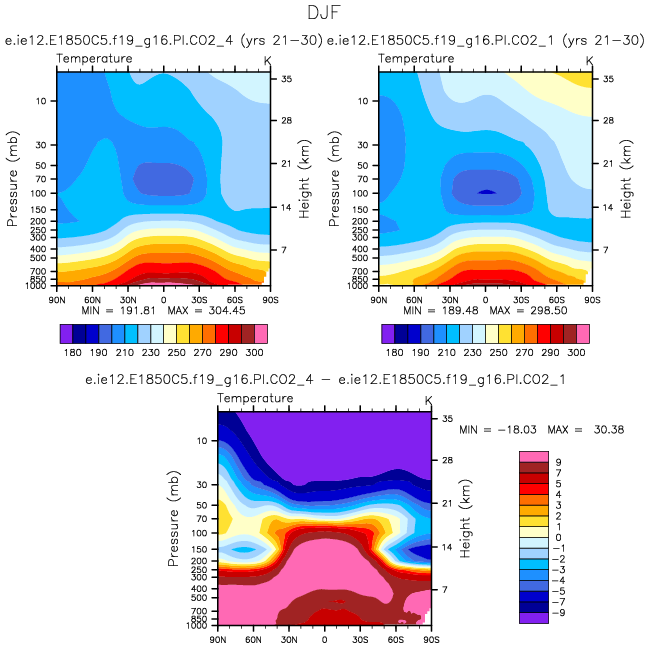 DJF
e.ie12.E1850C5.f19_g16.PI.CO2_4 (yrs 21-30) e.ie12.E1850C5.f19_g16.PI.CO2_1 (yrs 21-30)
Temperature K Temperature K
Pressure (mb) Height (km) Pressure (mb) Height (km)
10 30 50 70 100 150 200 250 300 400 500 700 850 1000
35 28 21 14 7
10 30 50 70 100 150 200 250 300 400 500 700 850 1000
35 28 21 14 7
90N 60N 30N 0 30S 60S 90S 90N 60N 30N 0 30S 60S 90S
MIN = 191.81 MAX = 304.45 MIN = 189.48 MAX = 298.50
180 190 210 230 250 270 290 300 180 190 210 230 250 270 290 300
e.ie12.E1850C5.f19_g16.PI.CO2_4 - e.ie12.E1850C5.f19_g16.PI.CO2_1
Temperature K
MIN = -18.03 MAX = 30.38
Pressure (mb) Height (km)
10 30 50 70 100 150 200 250 300 400 500 700 850 1000
35 28 21 14 7
90N 60N 30N 0 30S 60S 90S
9
7
5
4
3
2
1
0
-1
-2
-3
-4
-5
-7
-9